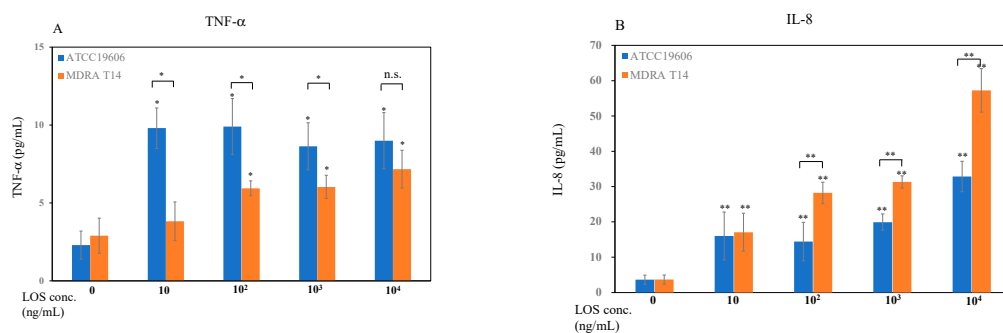 A
TNF-α
ATCC19606
MDRA T14
15
10
5
0
TNF-α (pg/mL)
* * * n.s.
* * * * * * *
0 10 10² 10³ 10⁴
LOS conc.
(ng/mL)
B
IL-8
ATCC19606
MDRA T14
70
60
50
40
30
20
10
0
IL-8 (pg/mL)
** ** **
** ** ** ** ** ** ** **
0 10 10² 10³ 10⁴
LOS conc.
(ng/mL)